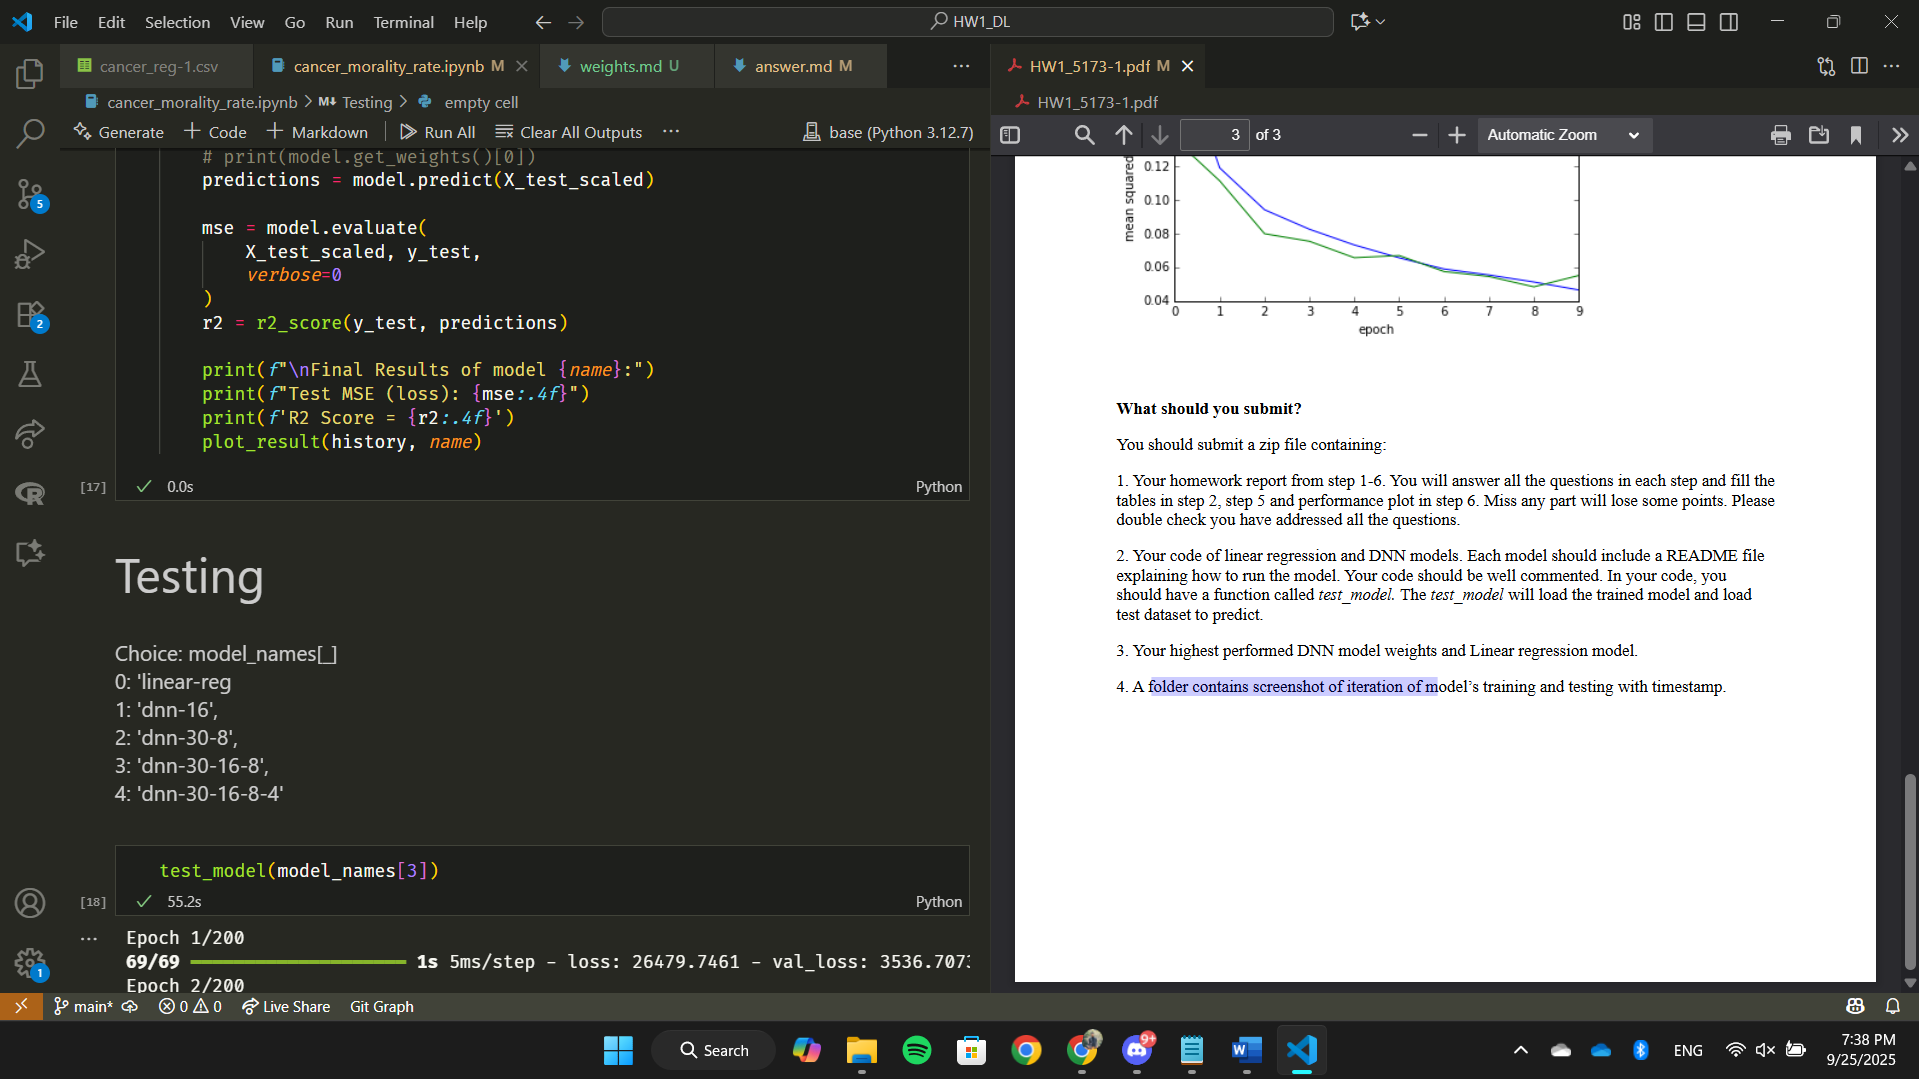 File Edit Selection View Go Run Terminal Help
HW1_DL
cancer_reg-1.csv
cancer_morality_rate.ipynb M
weights.md U
answer.md M
HW1_5173-1.pdf M
cancer_morality_rate.ipynb > M↓ Testing > empty cell
HW1_5173-1.pdf
Generate + Code + Markdown Run All Clear All Outputs ... base (Python 3.12.7)
3 of 3
Automatic Zoom
# print(model.get_weights()[0])
predictions = model.predict(X_test_scaled)
mse = model.evaluate(
X_test_scaled, y_test,
verbose=0
)
r2 = r2_score(y_test, predictions)
print(f"\nFinal Results of model {name}:")
print(f"Test MSE (loss): {mse:.4f}")
print(f'R2 Score = {r2:.4f}')
plot_result(history, name)
[17] 0.0s Python
Testing
Choice: model_names[_]
0: 'linear-reg
1: 'dnn-16',
2: 'dnn-30-8',
3: 'dnn-30-16-8',
4: 'dnn-30-16-8-4'
test_model(model_names[3])
[18] 55.2s Python
... Epoch 1/200
69/69 1s 5ms/step - loss: 26479.7461 - val_loss: 3536.7073
Epoch 2/200
mean squared
0.12
0.10
0.08
0.06
0.04
0 1 2 3 4 5 6 7 8 9
epoch
What should you submit?
You should submit a zip file containing:
1. Your homework report from step 1-6. You will answer all the questions in each step and fill the
tables in step 2, step 5 and performance plot in step 6. Miss any part will lose some points. Please
double check you have addressed all the questions.
2. Your code of linear regression and DNN models. Each model should include a README file
explaining how to run the model. Your code should be well commented. In your code, you
should have a function called test_model. The test_model will load the trained model and load
test dataset to predict.
3. Your highest performed DNN model weights and Linear regression model.
4. A folder contains screenshot of iteration of model's training and testing with timestamp.
5
2
1
main* 0 0 Live Share Git Graph
Search
9+
ENG
7:38 PM
9/25/2025